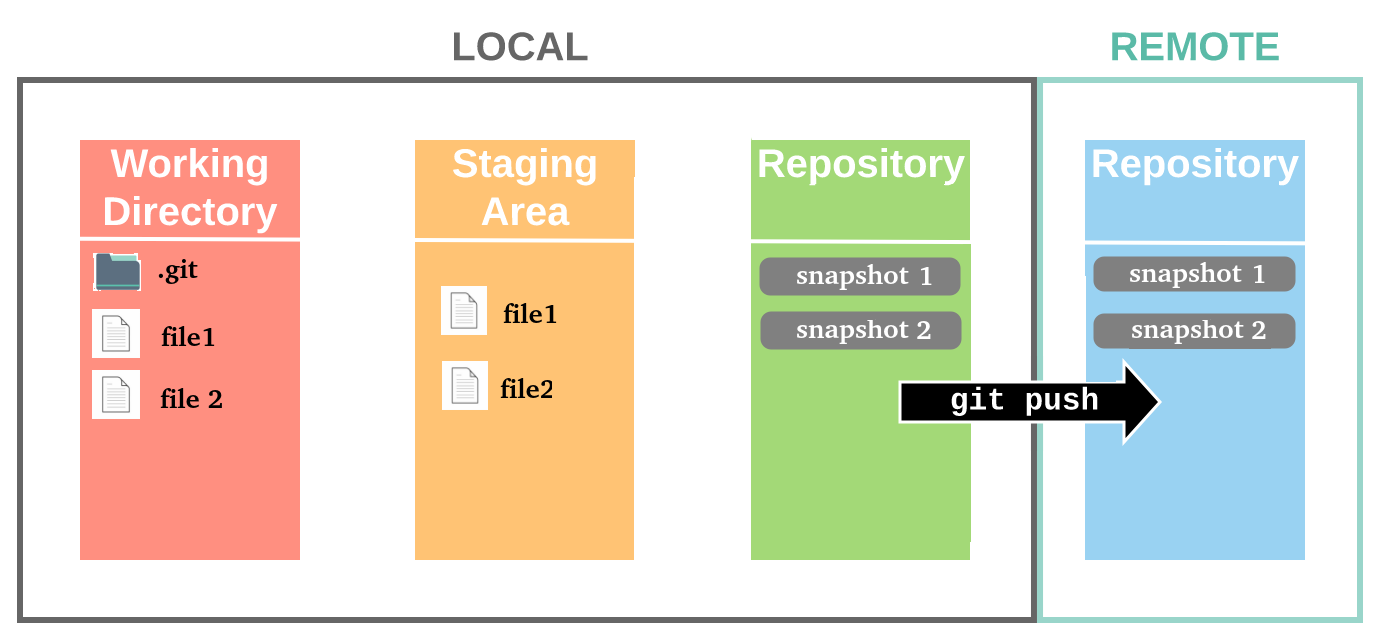 LOCAL
REMOTE
Working
Directory
.git
file1
file 2
Staging
Area
file1
file2
Repository
snapshot 1
snapshot 2
git push
Repository
snapshot 1
snapshot 2